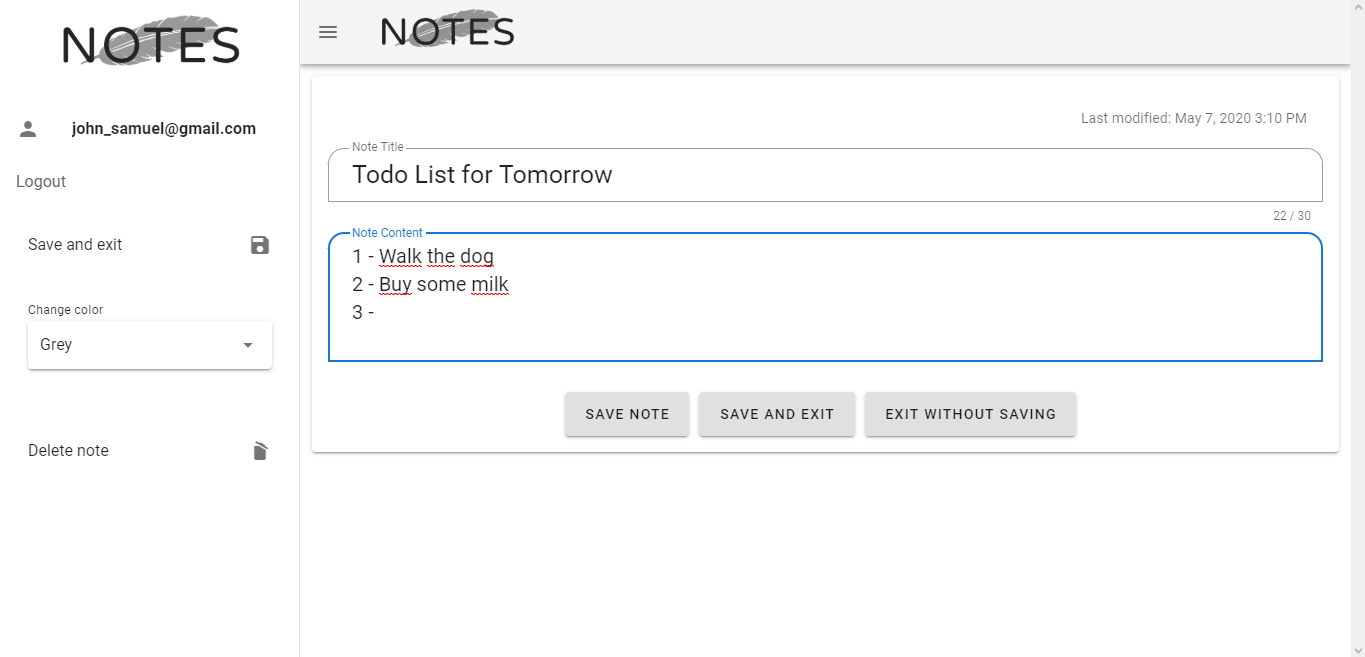 NOTES
john_samuel@gmail.com
Logout
Save and exit
Change color
Grey
Delete note
NOTES
Last modified: May 7, 2020 3:10 PM
Note Title
Todo List for Tomorrow
22 / 30
Note Content
1 - Walk the dog
2 - Buy some milk
3 -
SAVE NOTE
SAVE AND EXIT
EXIT WITHOUT SAVING